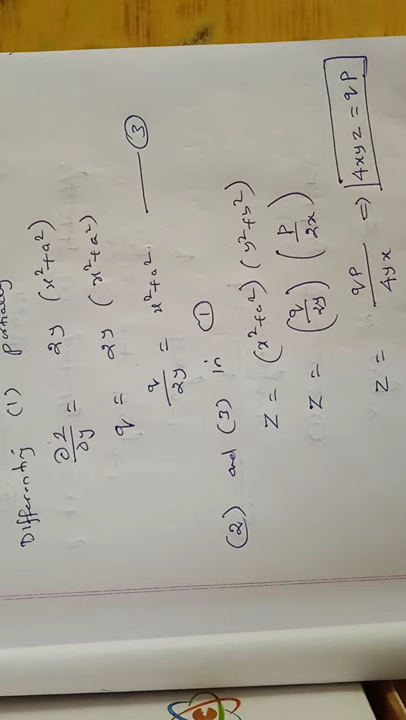 Differentig (1) partially
∂z/∂y = 2y (x²+a²)
q = 2y (x²+a²)
q/2y = x²+a² —— ③
(2) and (3) in ①
Z = (x²+a²) (y²+b²)
Z = (q/2y) (p/2x)
Z = qp/4yx ⇒ 4xyz = qp